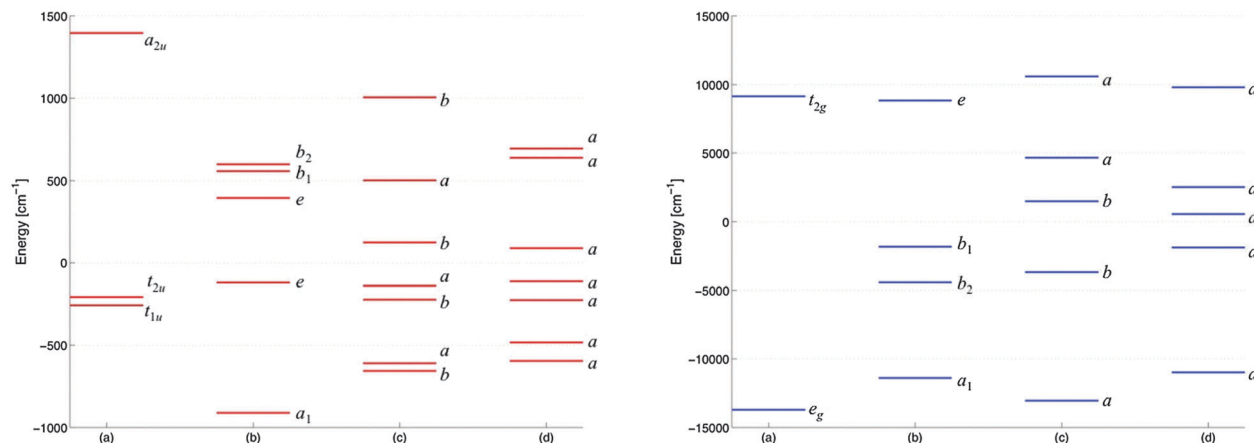 1500
1000
500
0
−500
−1000
Energy [cm⁻¹]
(a)
(b)
(c)
(d)
a₂ᵤ
t₂ᵤ
t₁ᵤ
b₂
b₁
e
e
a₁
b
a
b
a
b
a
b
a
a
a
a
a
a
a
15000
10000
5000
0
−5000
−10000
−15000
Energy [cm⁻¹]
(a)
(b)
(c)
(d)
t₂g
e_g
e
b₁
b₂
a₁
a
a
b
b
a